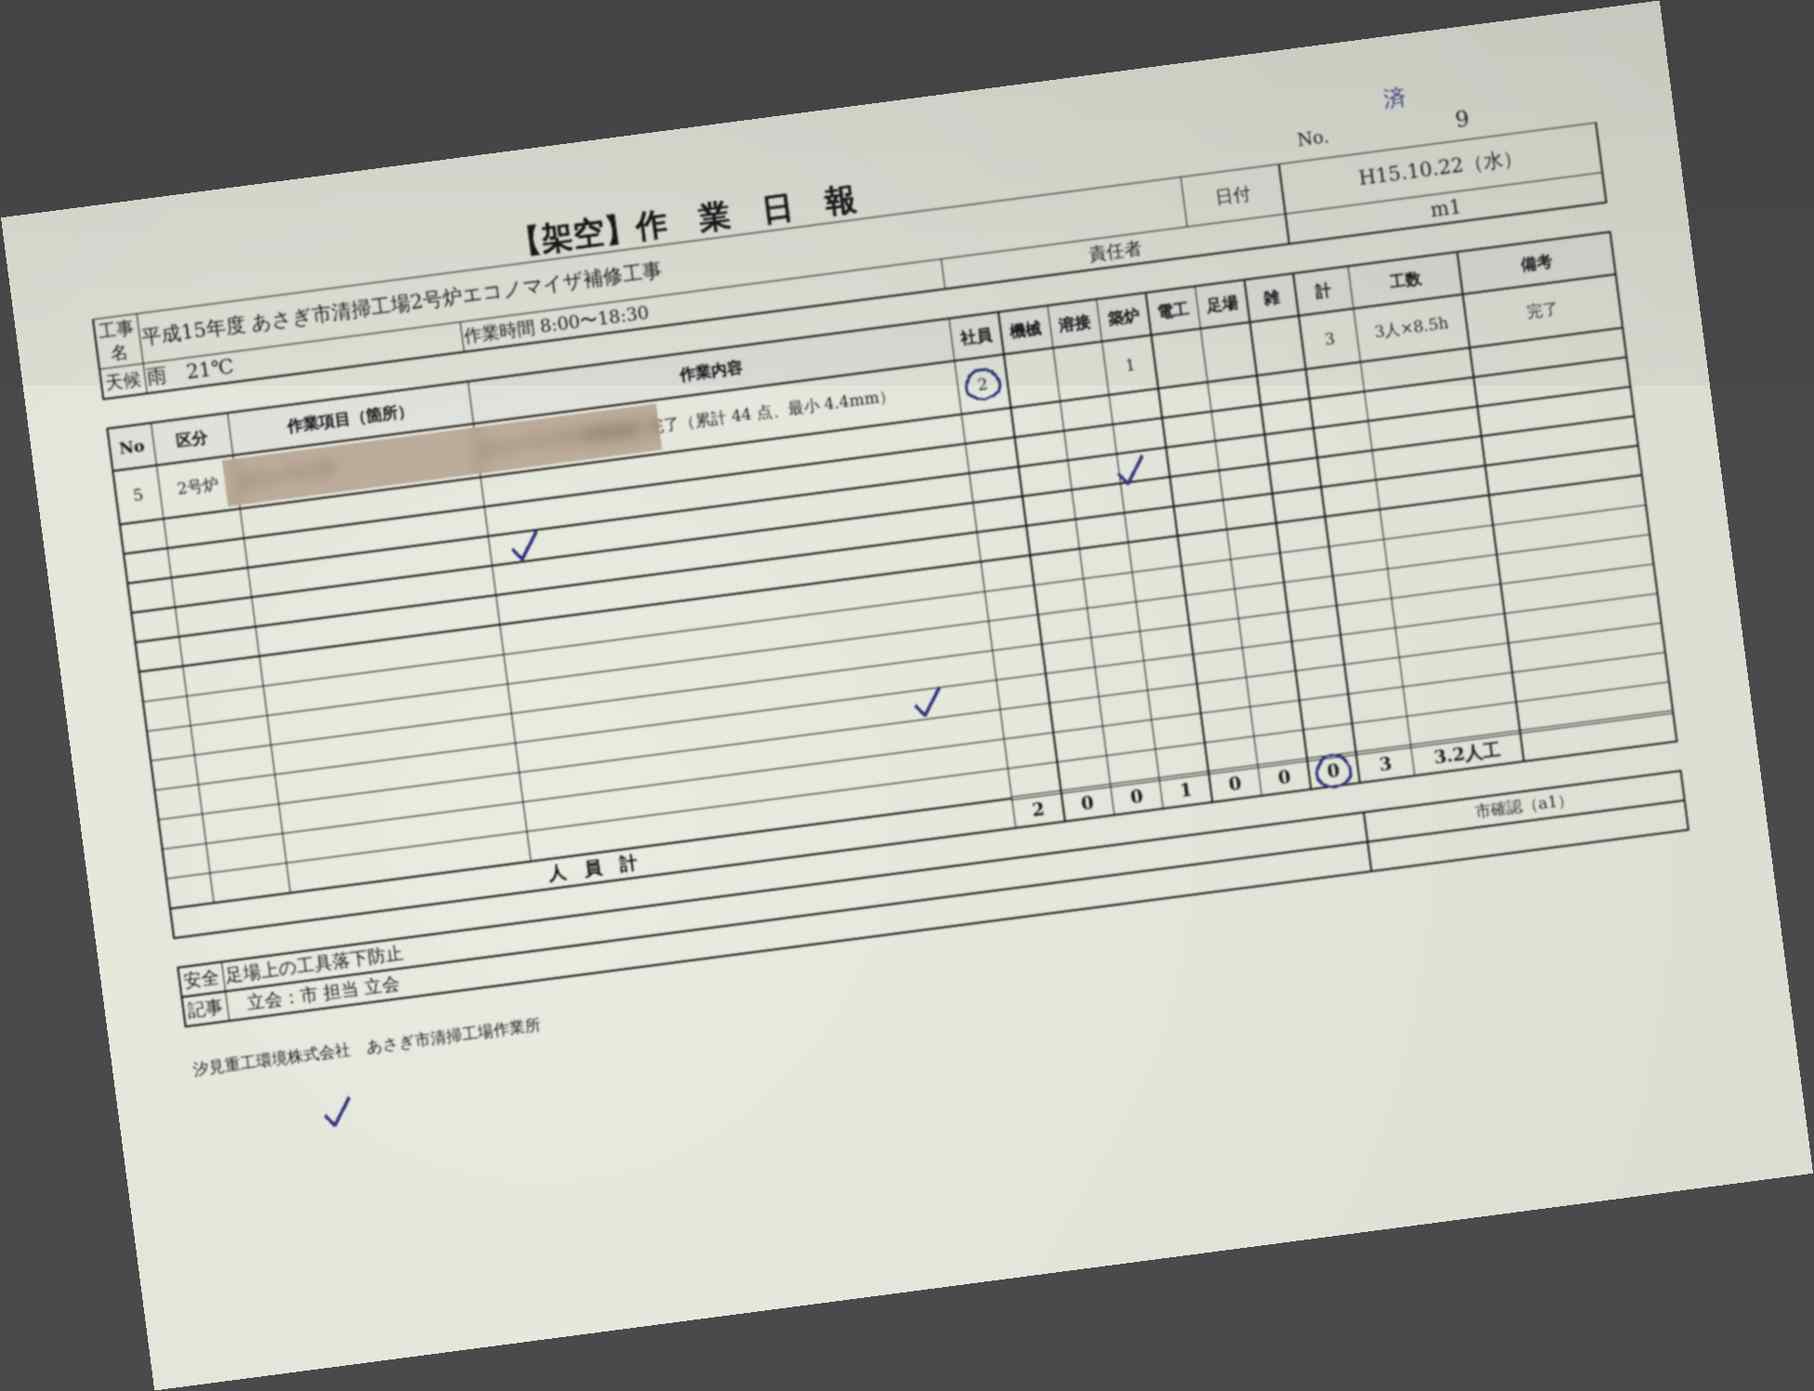 済
No. 9
【架空】作 業 日 報
工事名 平成15年度 あさぎ市清掃工場2号炉エコノマイザ補修工事 日付 H15.10.22（水）
天候 雨 21℃ 作業時間 8:00〜18:30 責任者 m1
No 区分 作業項目（箇所） 作業内容 社員 機械 溶接 築炉 電工 足場 雑 計 工数 備考
5 2号炉 完了（累計 44 点、最小 4.4mm） 2 1 3 3人×8.5h 完了
人 員 計 2 0 0 1 0 0 0 3 3.2人工
安全 足場上の工具落下防止 市確認（a1）
記事 立会：市 担当 立会
汐見重工環境株式会社 あさぎ市清掃工場作業所